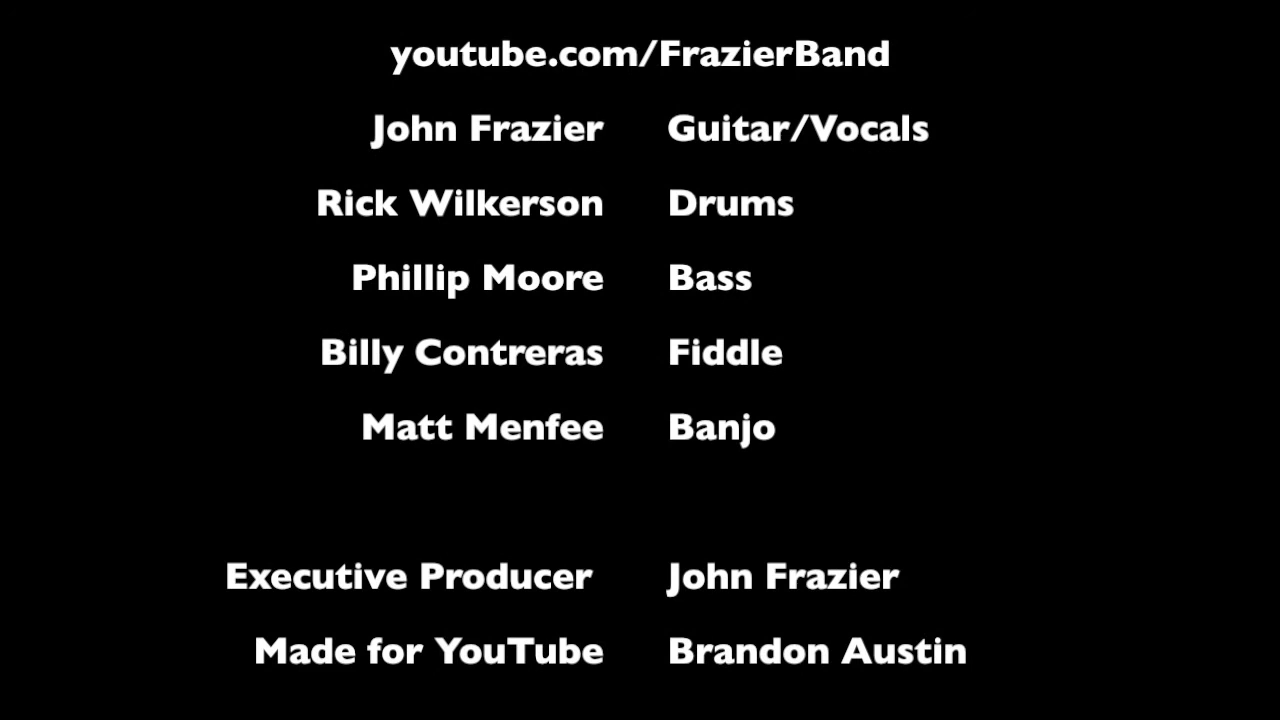 youtube.com/FrazierBand
John Frazier Guitar/Vocals
Rick Wilkerson Drums
Phillip Moore Bass
Billy Contreras Fiddle
Matt Menfee Banjo
Executive Producer John Frazier
Made for YouTube Brandon Austin